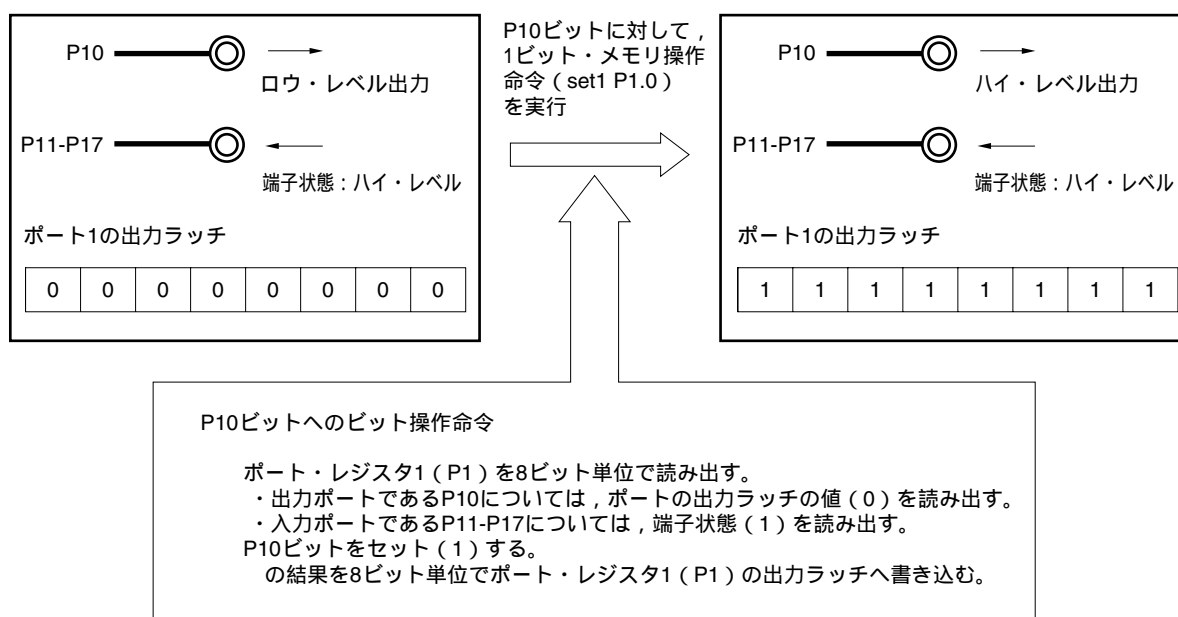 P10
ロウ・レベル出力
P11-P17
端子状態：ハイ・レベル
ポート1の出力ラッチ
0 0 0 0 0 0 0 0
P10ビットに対して，
1ビット・メモリ操作
命令（set1 P1.0）
を実行
P10
ハイ・レベル出力
P11-P17
端子状態：ハイ・レベル
ポート1の出力ラッチ
1 1 1 1 1 1 1 1
P10ビットへのビット操作命令
ポート・レジスタ1（P1）を8ビット単位で読み出す。
・出力ポートであるP10については，ポートの出力ラッチの値（0）を読み出す。
・入力ポートであるP11-P17については，端子状態（1）を読み出す。
P10ビットをセット（1）する。
の結果を8ビット単位でポート・レジスタ1（P1）の出力ラッチへ書き込む。